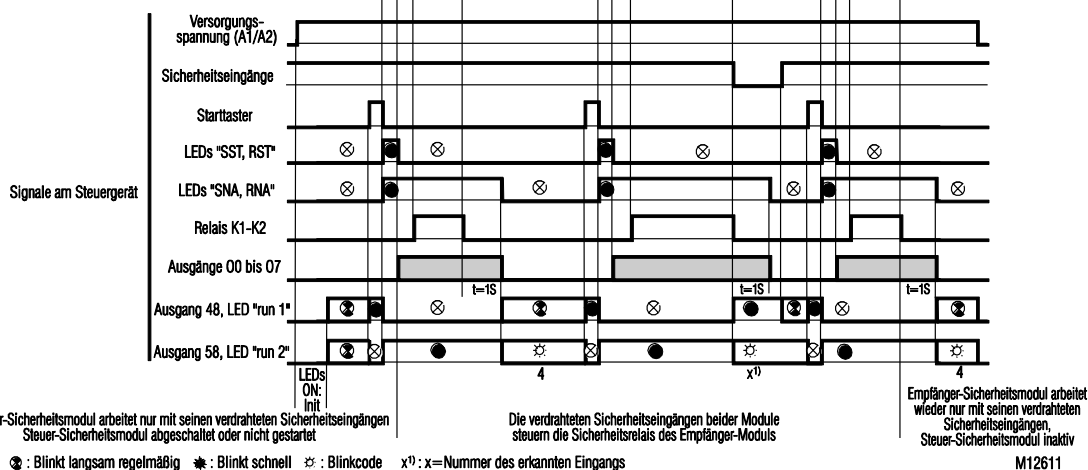 Versorgungs-
spannung (A1/A2)
Sicherheitseingänge
Starttaster
LEDs "SST, RST"
LEDs "SNA, RNA"
Signale am Steuergerät
Relais K1-K2
Ausgänge 00 bis 07
t=1S t=1S t=1S
Ausgang 48, LED "run 1"
Ausgang 58, LED "run 2"
4 x¹⁾ 4
LEDs
ON:
Init
r-Sicherheitsmodul arbeitet nur mit seinen verdrahteten Sicherheitseingängen
Steuer-Sicherheitsmodul abgeschaltet oder nicht gestartet
Die verdrahteten Sicherheitseingängen beider Module
steuern die Sicherheitsrelais des Empfänger-Moduls
Empfänger-Sicherheitsmodul arbeitet
wieder nur mit seinen verdrahteten
Sicherheitseingängen,
Steuer-Sicherheitsmodul inaktiv
: Blinkt langsam regelmäßig : Blinkt schnell : Blinkcode x¹⁾ : x=Nummer des erkannten Eingangs
M12611